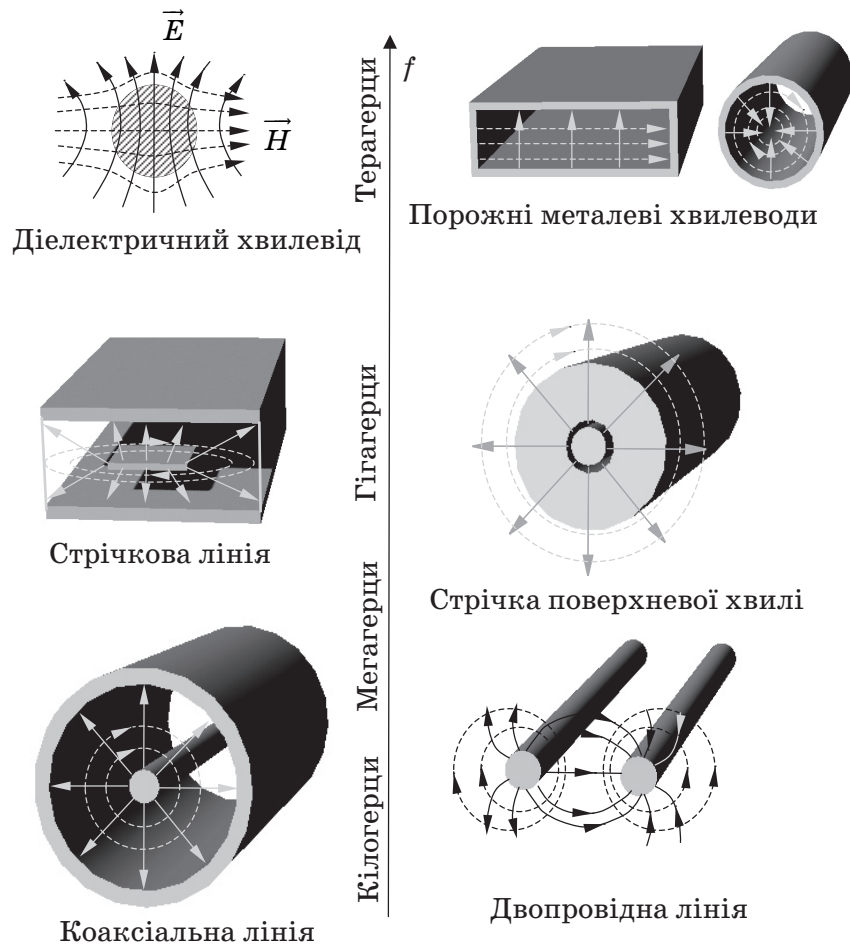 E
H
f
Терагерци
Порожні металеві хвилеводи
Діелектричний хвилевід
Гігагерци
Стрічкова лінія
Стрічка поверхневої хвилі
Мегагерци
Кілогерци
Двопровідна лінія
Коаксіальна лінія